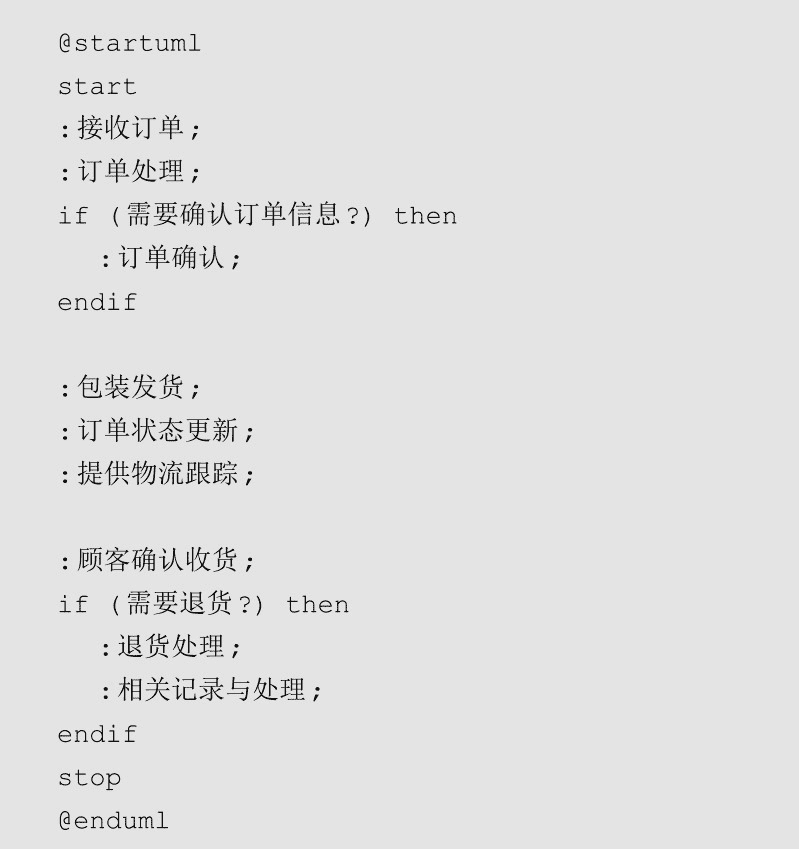 @startuml
start
:接收订单;
:订单处理;
if (需要确认订单信息?) then
  :订单确认;
endif

:包装发货;
:订单状态更新;
:提供物流跟踪;

:顾客确认收货;
if (需要退货?) then
  :退货处理;
  :相关记录与处理;
endif
stop
@enduml